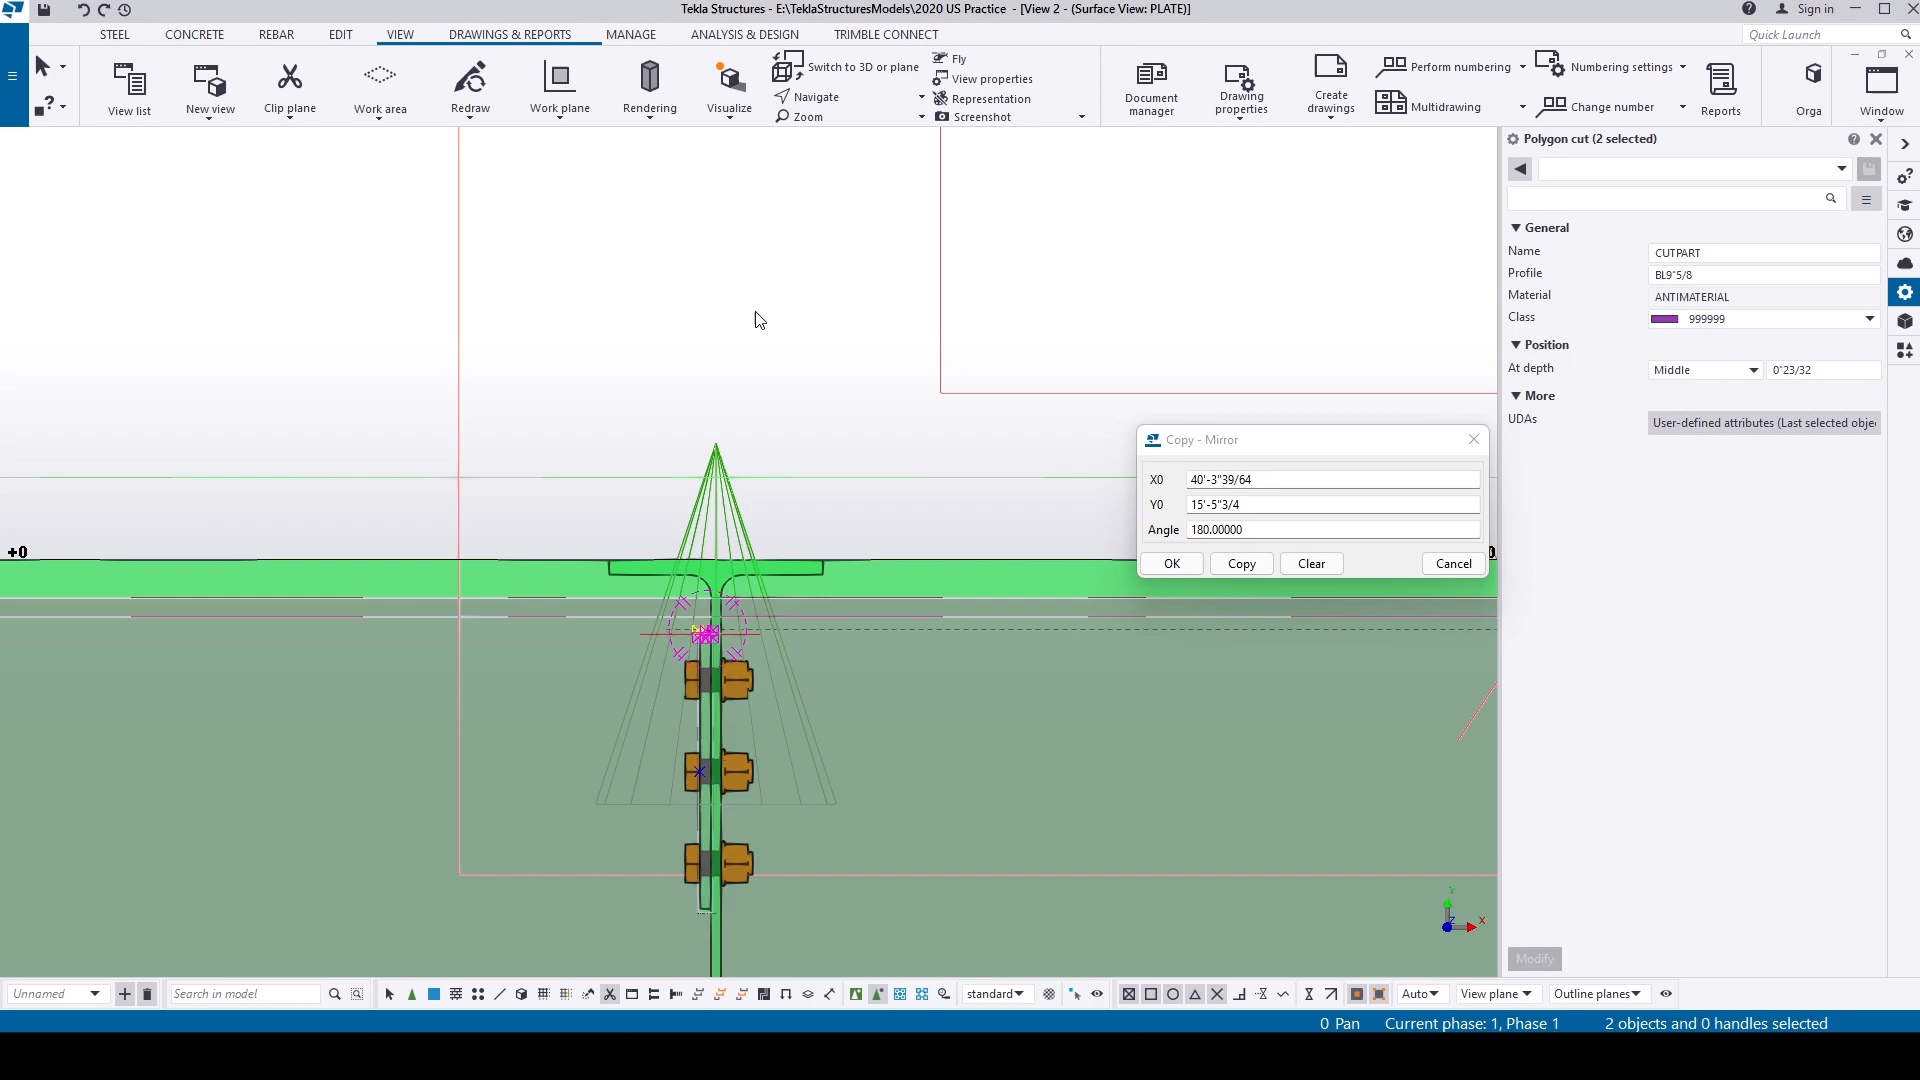 Tekla Structures - E:\TeklaStructuresModels\2020 US Practice - [View 2 - (Surface View: PLATE)]
Sign in
STEEL
CONCRETE
REBAR
EDIT
VIEW
DRAWINGS & REPORTS
MANAGE
ANALYSIS & DESIGN
TRIMBLE CONNECT
Quick Launch
View list
New view
Clip plane
Work area
Redraw
Work plane
Rendering
Visualize
Switch to 3D or plane
Navigate
Zoom
Fly
View properties
Representation
Screenshot
Document
manager
Drawing
properties
Create
drawings
Perform numbering
Multidrawing
Numbering settings
Change number
Reports
Orga
Window
Polygon cut (2 selected)
General
Name
CUTPART
Profile
BL9"5/8
Material
ANTIMATERIAL
Class
999999
Position
At depth
Middle
0"23/32
More
UDAs
User-defined attributes (Last selected obje
Modify
+0
0
Copy - Mirror
X0
40'-3"39/64
Y0
15'-5"3/4
Angle
180.00000
OK
Copy
Clear
Cancel
Y
Z
X
Unnamed
Search in model
standard
Auto
View plane
Outline planes
0
Pan
Current phase: 1, Phase 1
2 objects and 0 handles selected